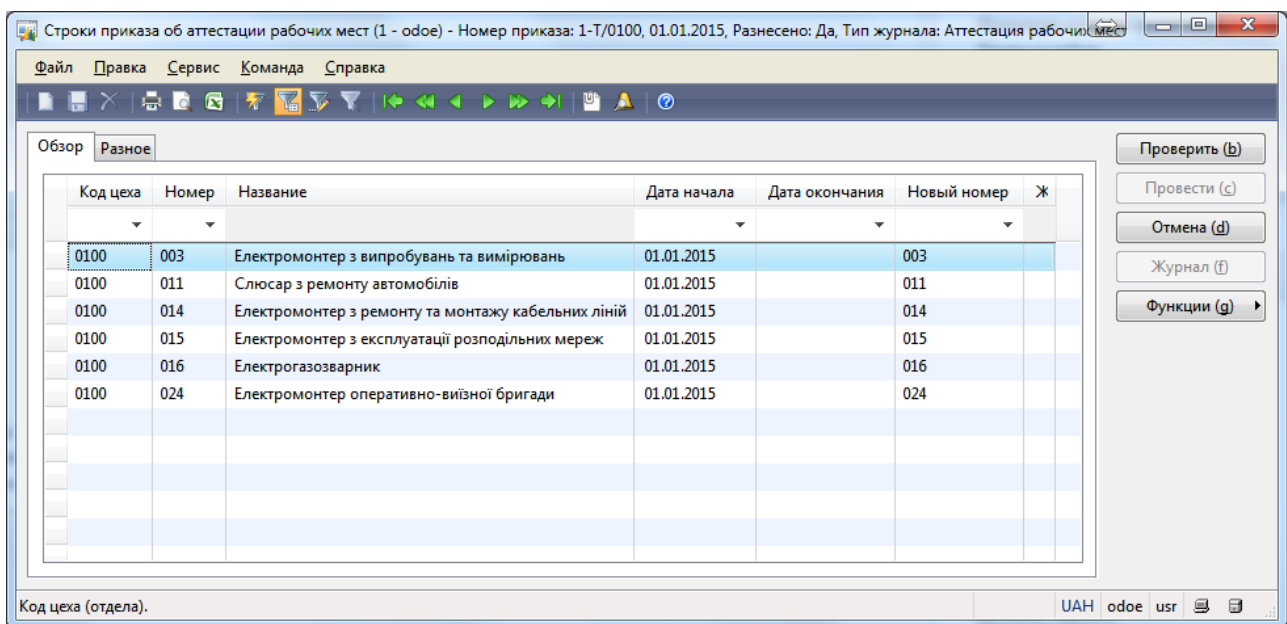 Строки приказа об аттестации рабочих мест (1 - odoe) - Номер приказа: 1-Т/0100, 01.01.2015, Разнесено: Да, Тип журнала: Аттестация рабочих мест
Файл Правка Сервис Команда Справка
Обзор Разное
Код цеха Номер Название Дата начала Дата окончания Новый номер Ж
0100 003 Електромонтер з випробувань та вимірювань 01.01.2015 003
0100 011 Слюсар з ремонту автомобілів 01.01.2015 011
0100 014 Електромонтер з ремонту та монтажу кабельних ліній 01.01.2015 014
0100 015 Електромонтер з експлуатації розподільних мереж 01.01.2015 015
0100 016 Електрогазозварник 01.01.2015 016
0100 024 Електромонтер оперативно-виїзної бригади 01.01.2015 024
Проверить (b)
Провести (c)
Отмена (d)
Журнал (f)
Функции (g)
Код цеха (отдела). UAH odoe usr